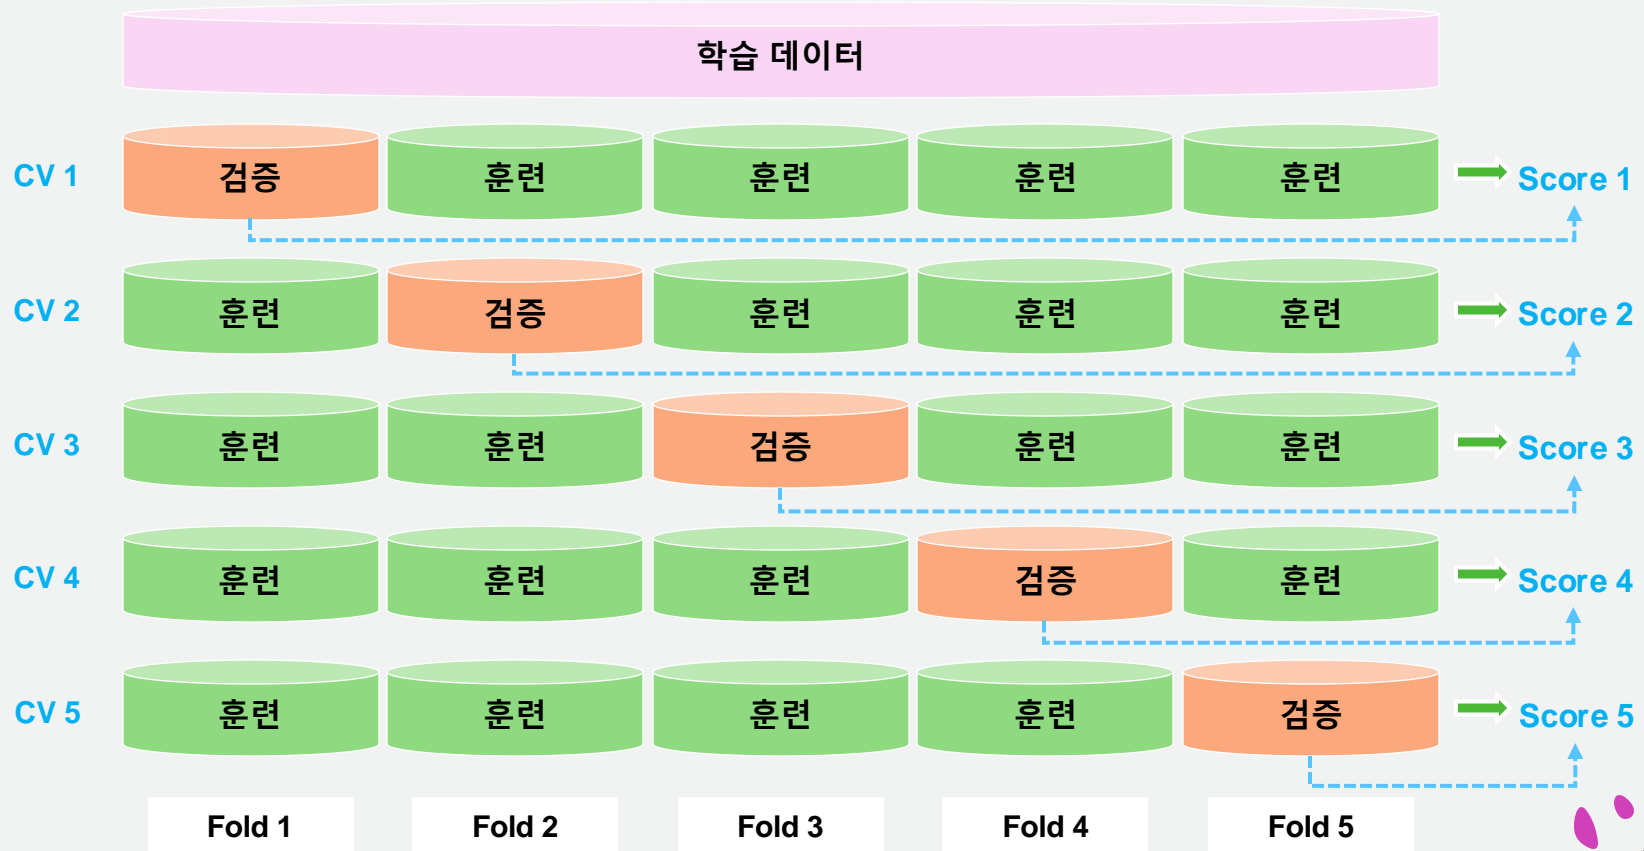 학습 데이터
CV 1 검증 훈련 훈련 훈련 훈련 Score 1
CV 2 훈련 검증 훈련 훈련 훈련 Score 2
CV 3 훈련 훈련 검증 훈련 훈련 Score 3
CV 4 훈련 훈련 훈련 검증 훈련 Score 4
CV 5 훈련 훈련 훈련 훈련 검증 Score 5
Fold 1 Fold 2 Fold 3 Fold 4 Fold 5